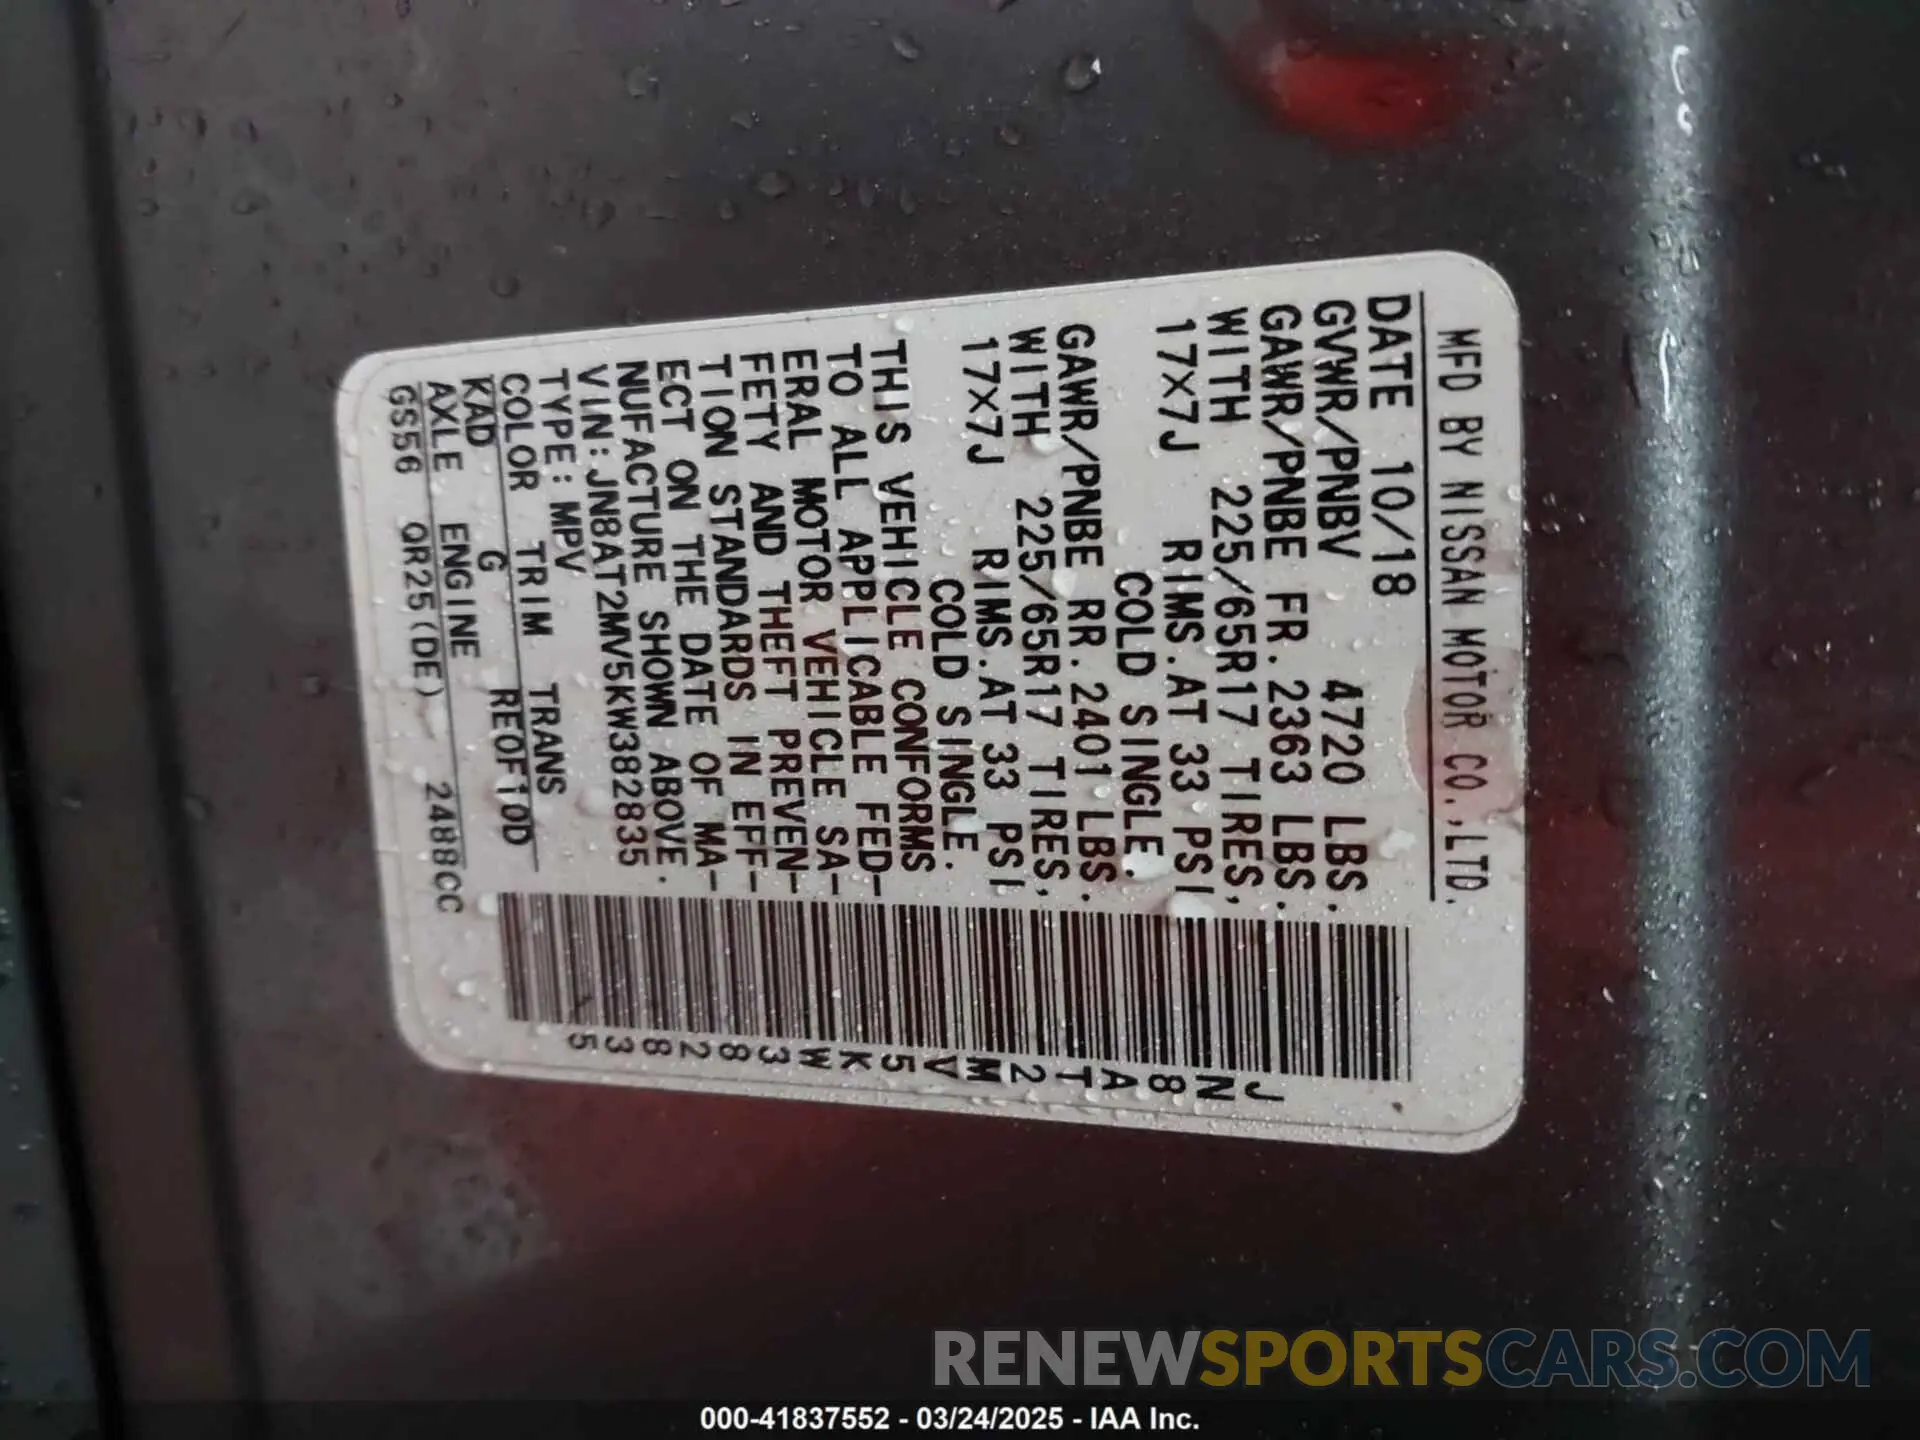 MFD BY NISSAN MOTOR CO.,LTD.
DATE 10/18
GVWR/PNBV 4720 LBS.
GAWR/PNBE FR. 2363 LBS.
WITH 225/65R17 TIRES,
17×7J RIMS.AT 33 PSI,
COLD SINGLE.
GAWR/PNBE RR. 2401 LBS.
WITH 225/65R17 TIRES,
17×7J RIMS.AT 33 PSI,
COLD SINGLE.
THIS VEHICLE CONFORMS
TO ALL APPLICABLE FED-
ERAL MOTOR VEHICLE SA-
FETY AND THEFT PREVEN-
TION STANDARDS IN EFF-
ECT ON THE DATE OF MA-
NUFACTURE SHOWN ABOVE.
VIN:JN8AT2MV5KW382835
TYPE:MPV
COLOR TRIM TRANS
KAD G RE0F10D
AXLE ENGINE
GS56 QR25(DE) 2488CC
JN8AT2MV5KW382835
RENEWSPORTSCARS.COM
000-41837552 - 03/24/2025 - IAA Inc.